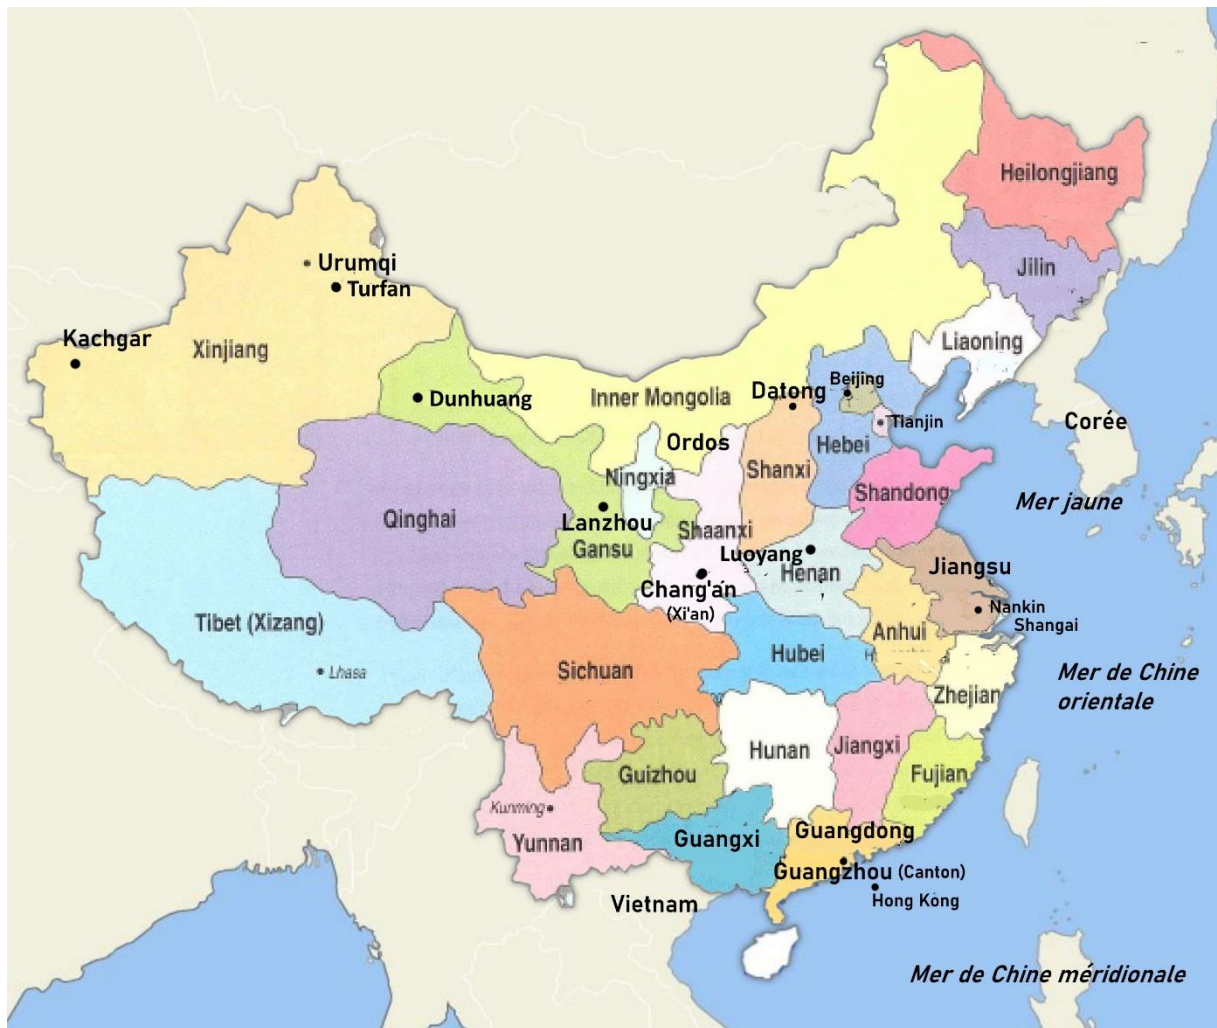 Heilongjiang
Urumqi
Jilin
Turfan
Kachgar
Xinjiang
Liaoning
Beijing
Datong
Dunhuang
Inner Mongolia
Tianjin
Corée
Ordos
Hebei
Ningxia
Shanxi
Shandong
Mer jaune
Qinghai
Lanzhou
Shaanxi
Gansu
Luoyang
Henan
Jiangsu
Chang'an
(Xi'an)
Nankin
Shangai
Tibet (Xizang)
Anhui
H
Hubei
Lhasa
Sichuan
Mer de Chine
orientale
Zhejian
Hunan
Jiangxi
Guizhou
Fujian
Kunming
Yunnan
Guangxi
Guangdong
Guangzhou (Canton)
Hong Kong
Vietnam
Mer de Chine méridionale